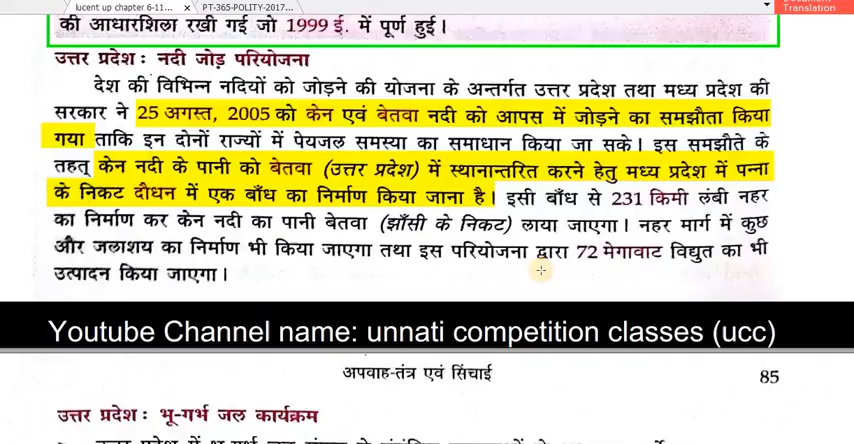 lucent up chapter 6-11...
PT-365-POLITY-2017...
Document
Translation
की आधारशिला रखी गई जो 1999 ई. में पूर्ण हुई।
उत्तर प्रदेश: नदी जोड़ परियोजना
देश की विभिन्न नदियों को जोड़ने की योजना के अन्तर्गत उत्तर प्रदेश तथा मध्य प्रदेश की
सरकार ने 25 अगस्त, 2005 को केन एवं बेतवा नदी को आपस में जोड़ने का समझौता किया
गया ताकि इन दोनों राज्यों में पेयजल समस्या का समाधान किया जा सके। इस समझौते के
तहत् केन नदी के पानी को बेतवा (उत्तर प्रदेश) में स्थानान्तरित करने हेतु मध्य प्रदेश में पन्ना
के निकट दौधन में एक बाँध का निर्माण किया जाना है। इसी बाँध से 231 किमी लंबी नहर
का निर्माण कर केन नदी का पानी बेतवा (झाँसी के निकट) लाया जाएगा। नहर मार्ग में कुछ
और जलाशय का निर्माण भी किया जाएगा तथा इस परियोजना द्वारा 72 मेगावाट विद्युत का भी
उत्पादन किया जाएगा।
Youtube Channel name: unnati competition classes (ucc)
अपवाह-तंत्र एवं सिंचाई
85
उत्तर प्रदेश: भू-गर्भ जल कार्यक्रम